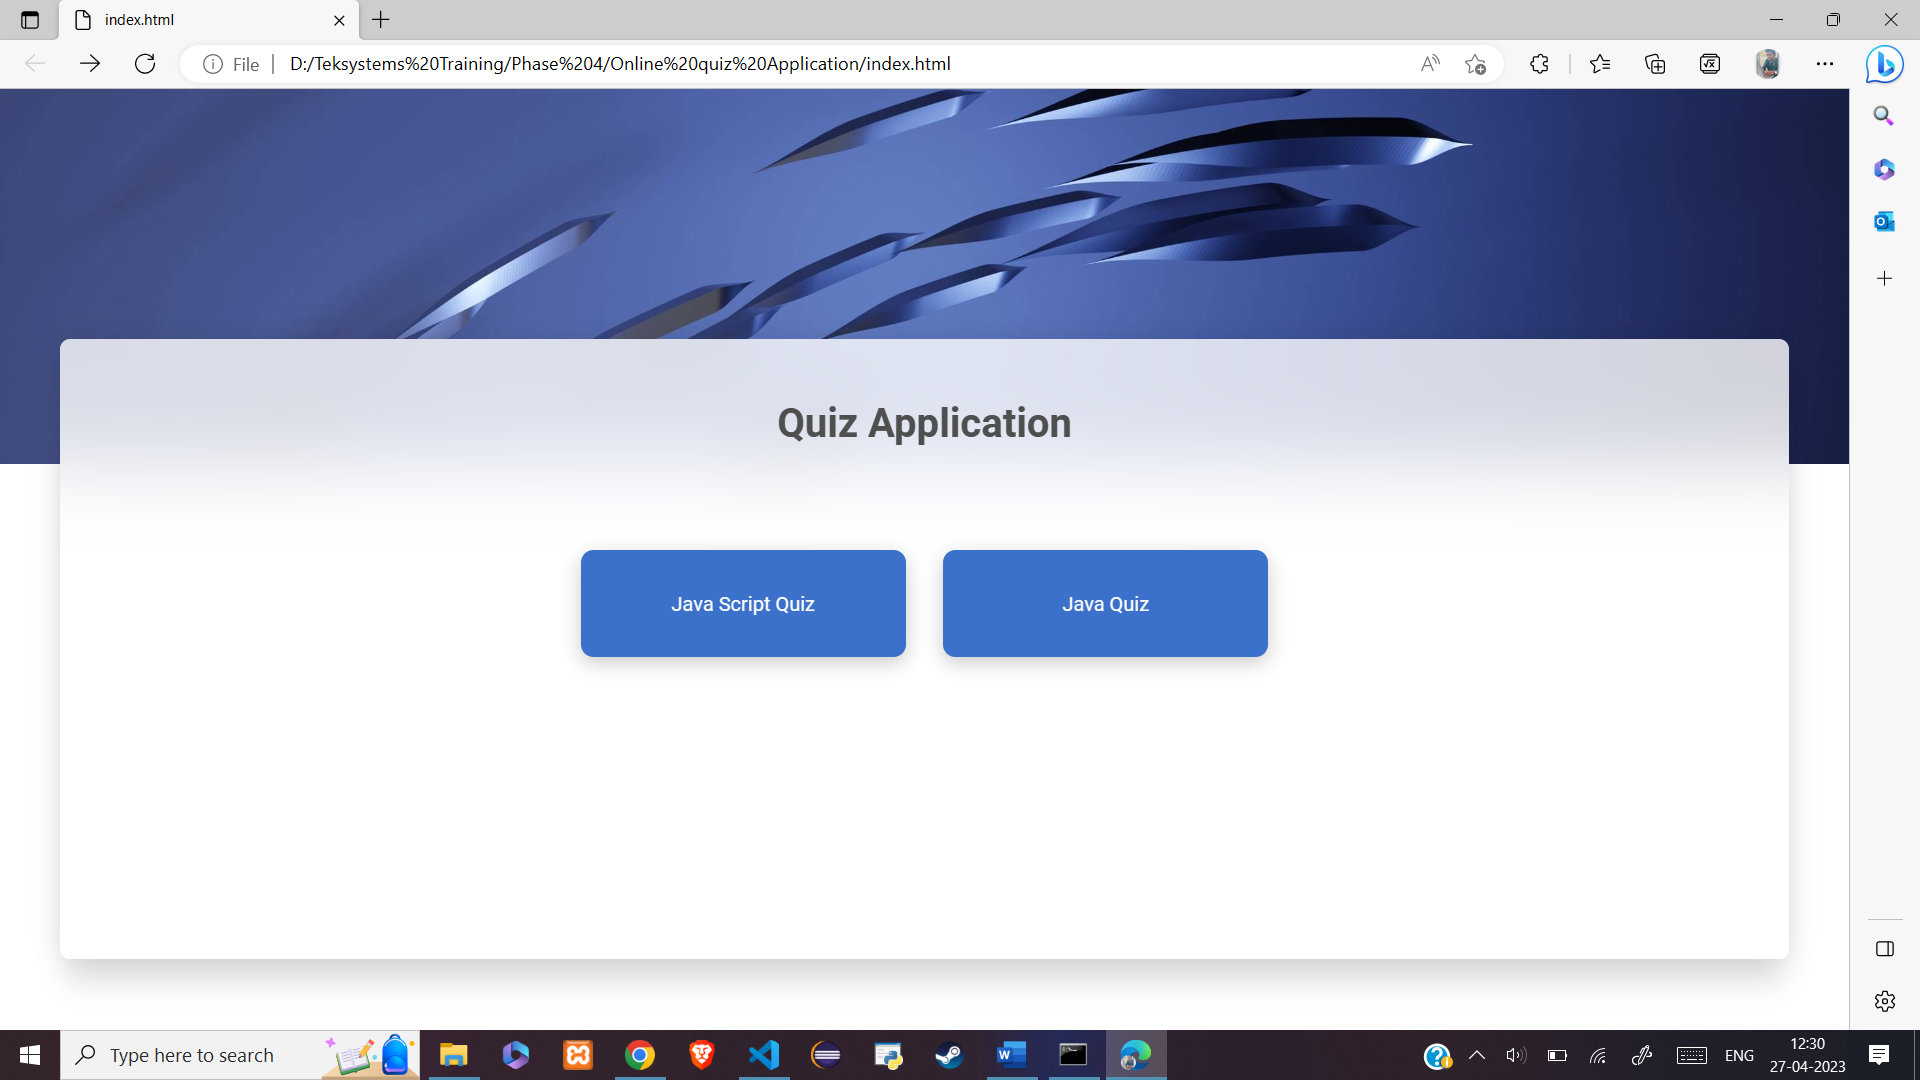 index.html
File
D:/Teksystems%20Training/Phase%204/Online%20quiz%20Application/index.html
Quiz Application
Java Script Quiz
Java Quiz
Type here to search
ENG
12:30
27-04-2023